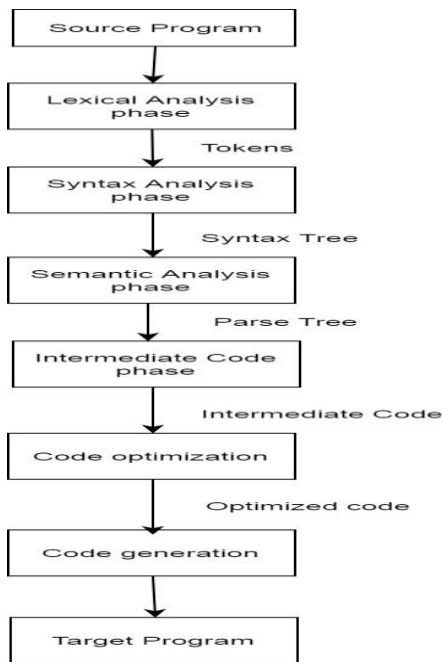 Source Program
Lexical Analysis
phase
Tokens
Syntax Analysis
phase
Syntax Tree
Semantic Analysis
phase
Parse Tree
Intermediate Code
phase
Intermediate Code
Code optimization
Optimized code
Code generation
Target Program